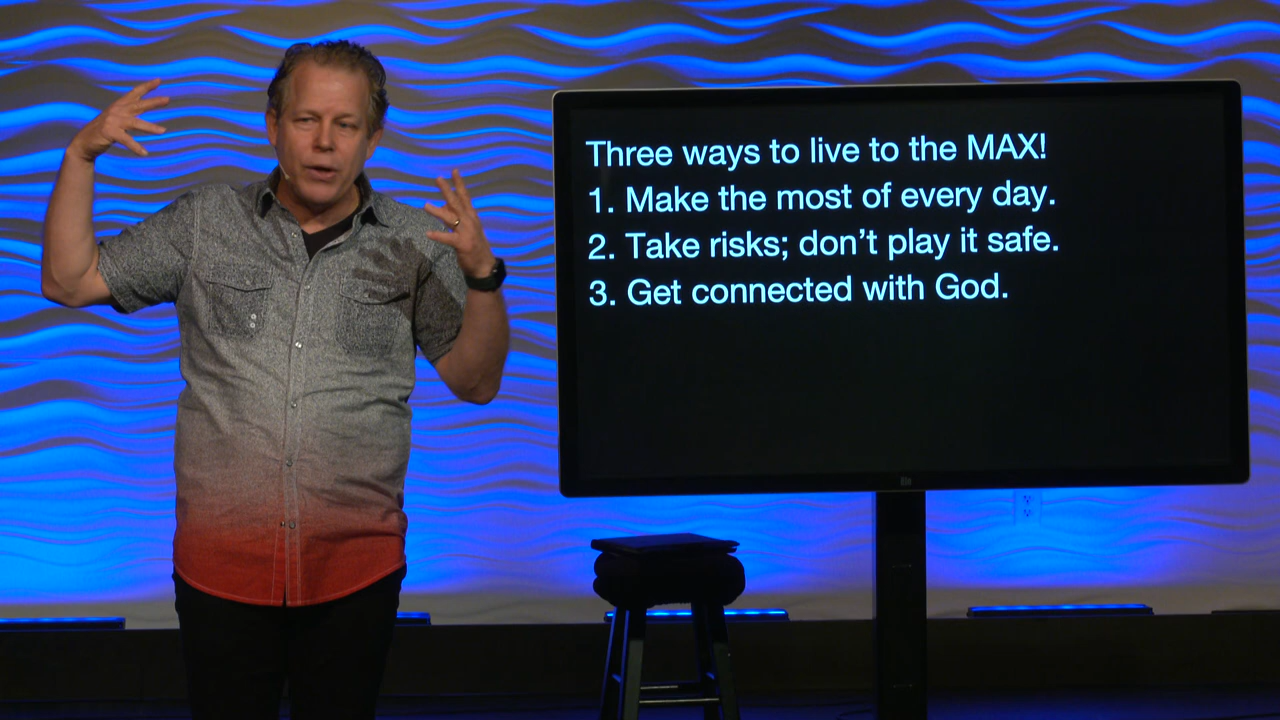 Three ways to live to the MAX!
1. Make the most of every day.
2. Take risks; don't play it safe.
3. Get connected with God.
elo